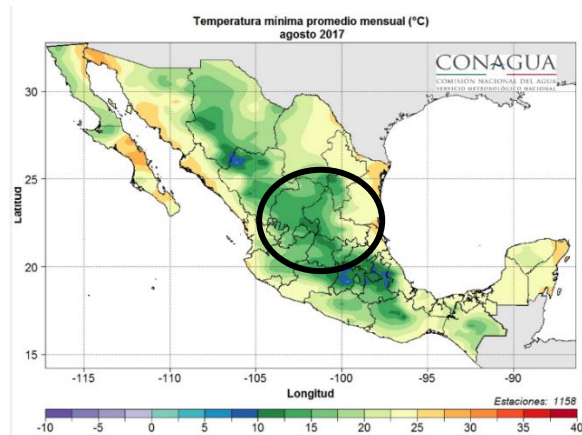 Temperatura mínima promedio mensual (°C)
agosto 2017
CONAGUA
COMISIÓN NACIONAL DEL AGUA
SERVICIO METEOROLÓGICO NACIONAL
30
25
20
15
Latitud
-115 -110 -105 -100 -95 -90
Longitud
Estaciones: 1158
-10 -5 0 5 10 15 20 25 30 35 40